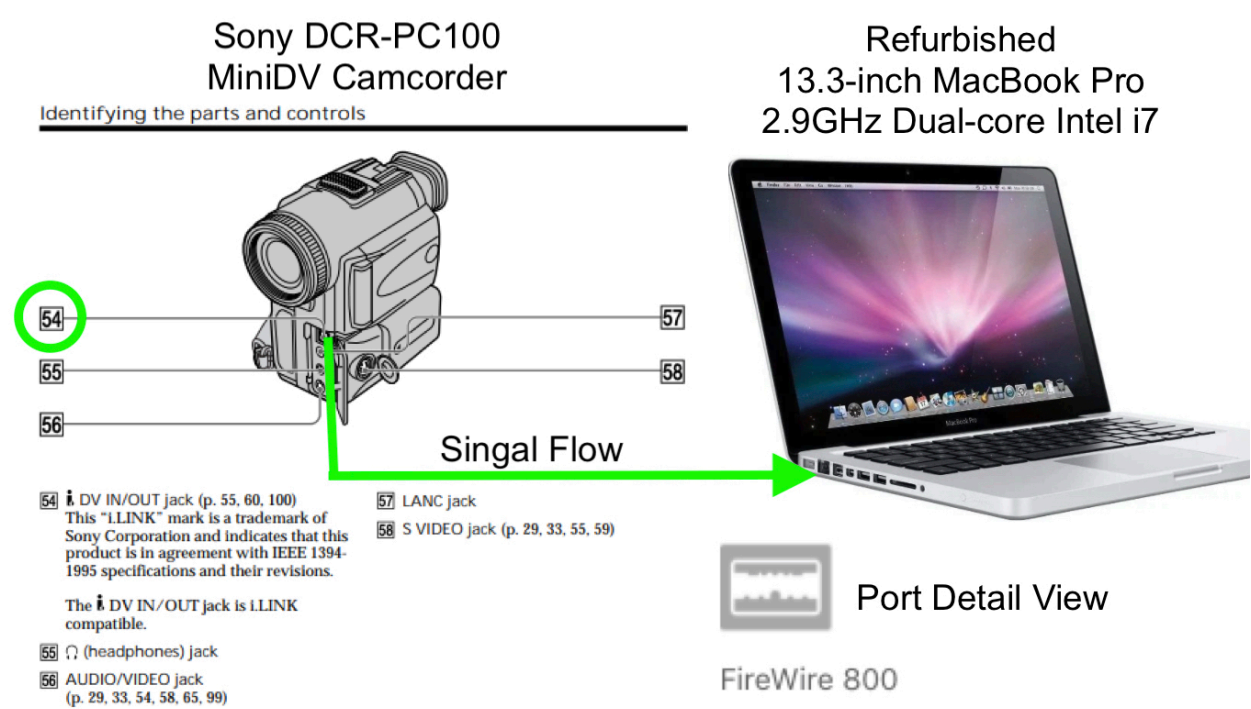 Sony DCR-PC100
MiniDV Camcorder
Identifying the parts and controls
Refurbished
13.3-inch MacBook Pro
2.9GHz Dual-core Intel i7
54
55
56
57
58
MacBook Pro
Singal Flow
54 i DV IN/OUT jack (p. 55, 60, 100)
This “i.LINK” mark is a trademark of
Sony Corporation and indicates that this
product is in agreement with IEEE 1394-
1995 specifications and their revisions.
The i DV IN/OUT jack is i.LINK
compatible.
55 (headphones) jack
56 AUDIO/VIDEO jack
(p. 29, 33, 54, 58, 65, 99)
57 LANC jack
58 S VIDEO jack (p. 29, 33, 55, 59)
Port Detail View
FireWire 800